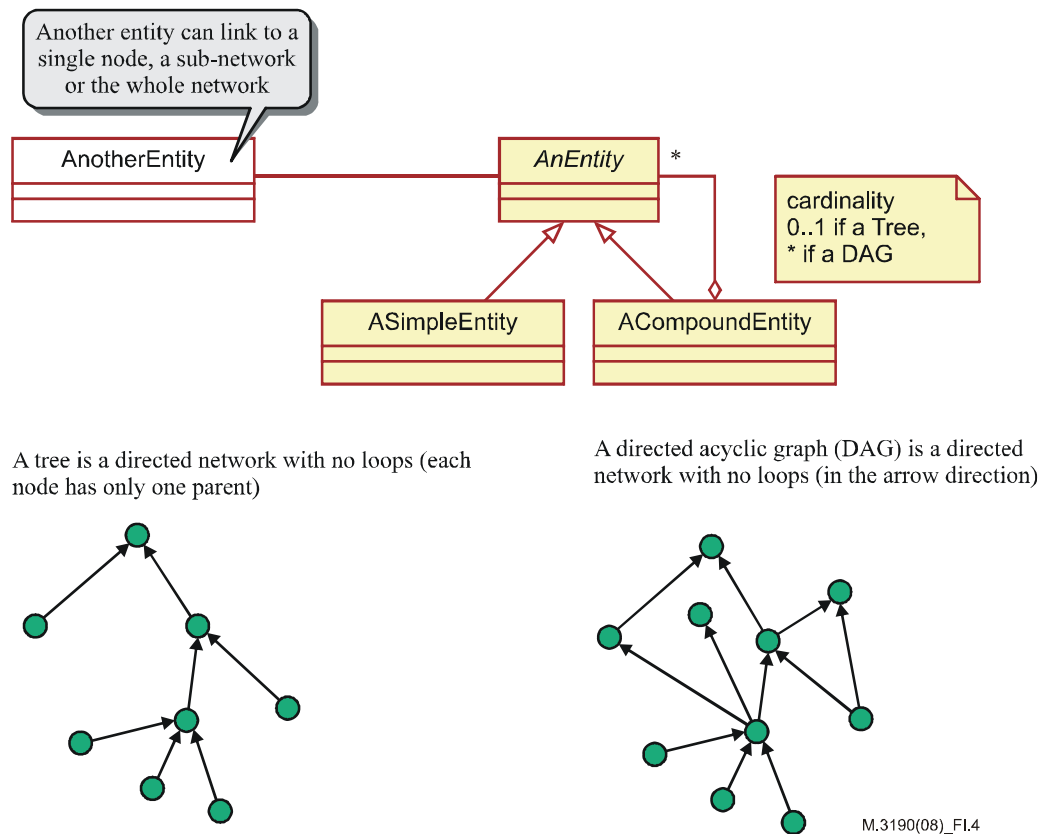 Another entity can link to a
single node, a sub-network
or the whole network
AnotherEntity
AnEntity
*
cardinality
0..1 if a Tree,
* if a DAG
ASimpleEntity
ACompoundEntity
A tree is a directed network with no loops (each
node has only one parent)
A directed acyclic graph (DAG) is a directed
network with no loops (in the arrow direction)
M.3190(08)_FI.4